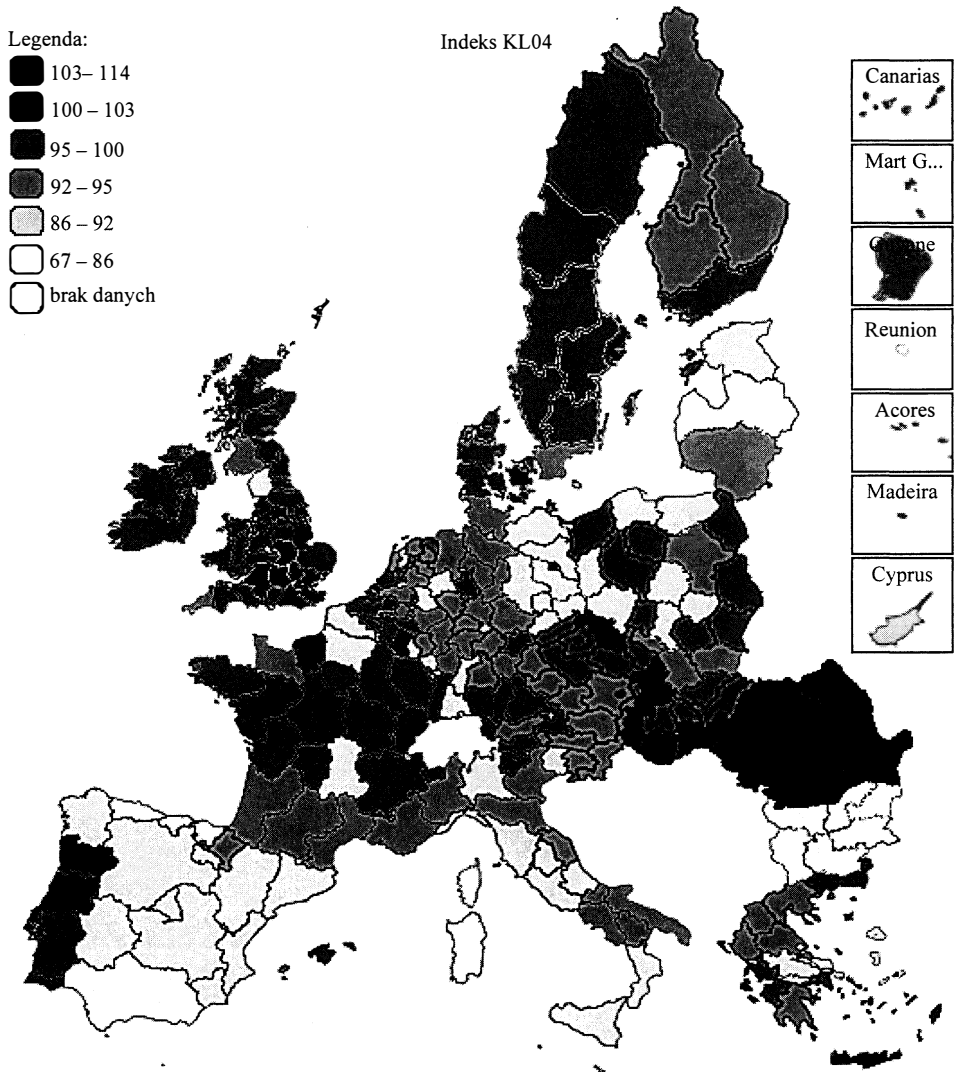 Legenda:
Indeks KL04
103– 114
100 – 103
95 – 100
92 – 95
86 – 92
67 – 86
brak danych
Canarias
Mart G...
Reunion
Acores
Madeira
Cyprus